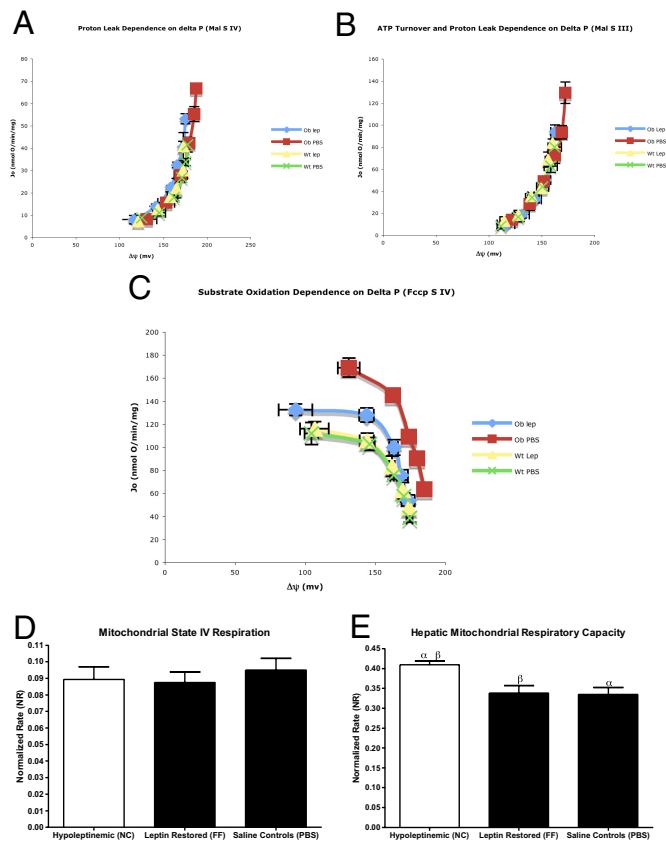 A
Proton Leak Dependence on delta P (Mal S IV)
Jo (nmol O/min/mg)
80
70
60
50
40
30
20
10
0
0 50 100 150 200 250
Δψ (mv)
Ob lep
Ob PBS
Wt lep
Wt PBS
B
ATP Turnover and Proton Leak Dependence on Delta P (Mal S III)
Jo (nmol O/min/mg)
160
140
120
100
80
60
40
20
0
0 50 100 150 200
Δψ (mv)
Ob Lep
Ob PBS
Wt Lep
Wt PBS
C
Substrate Oxidation Dependence on Delta P (Fccp S IV)
Jo (nmol O/min/mg)
200
180
160
140
120
100
80
60
40
20
0
0 50 100 150 200
Δψ (mv)
Ob lep
Ob PBS
Wt Lep
Wt PBS
D
Mitochondrial State IV Respiration
Normalized Rate (NR)
0.11
0.10
0.09
0.08
0.07
0.06
0.05
0.04
0.03
0.02
0.01
0.00
Hypoleptinemic (NC) Leptin Restored (FF) Saline Controls (PBS)
E
Hepatic Mitochondrial Respiratory Capacity
Normalized Rate (NR)
0.45
0.40
0.35
0.30
0.25
0.20
0.15
0.10
0.05
0.00
α β
β
α
Hypoleptinemic (NC) Leptin Restored (FF) Saline Controls (PBS)